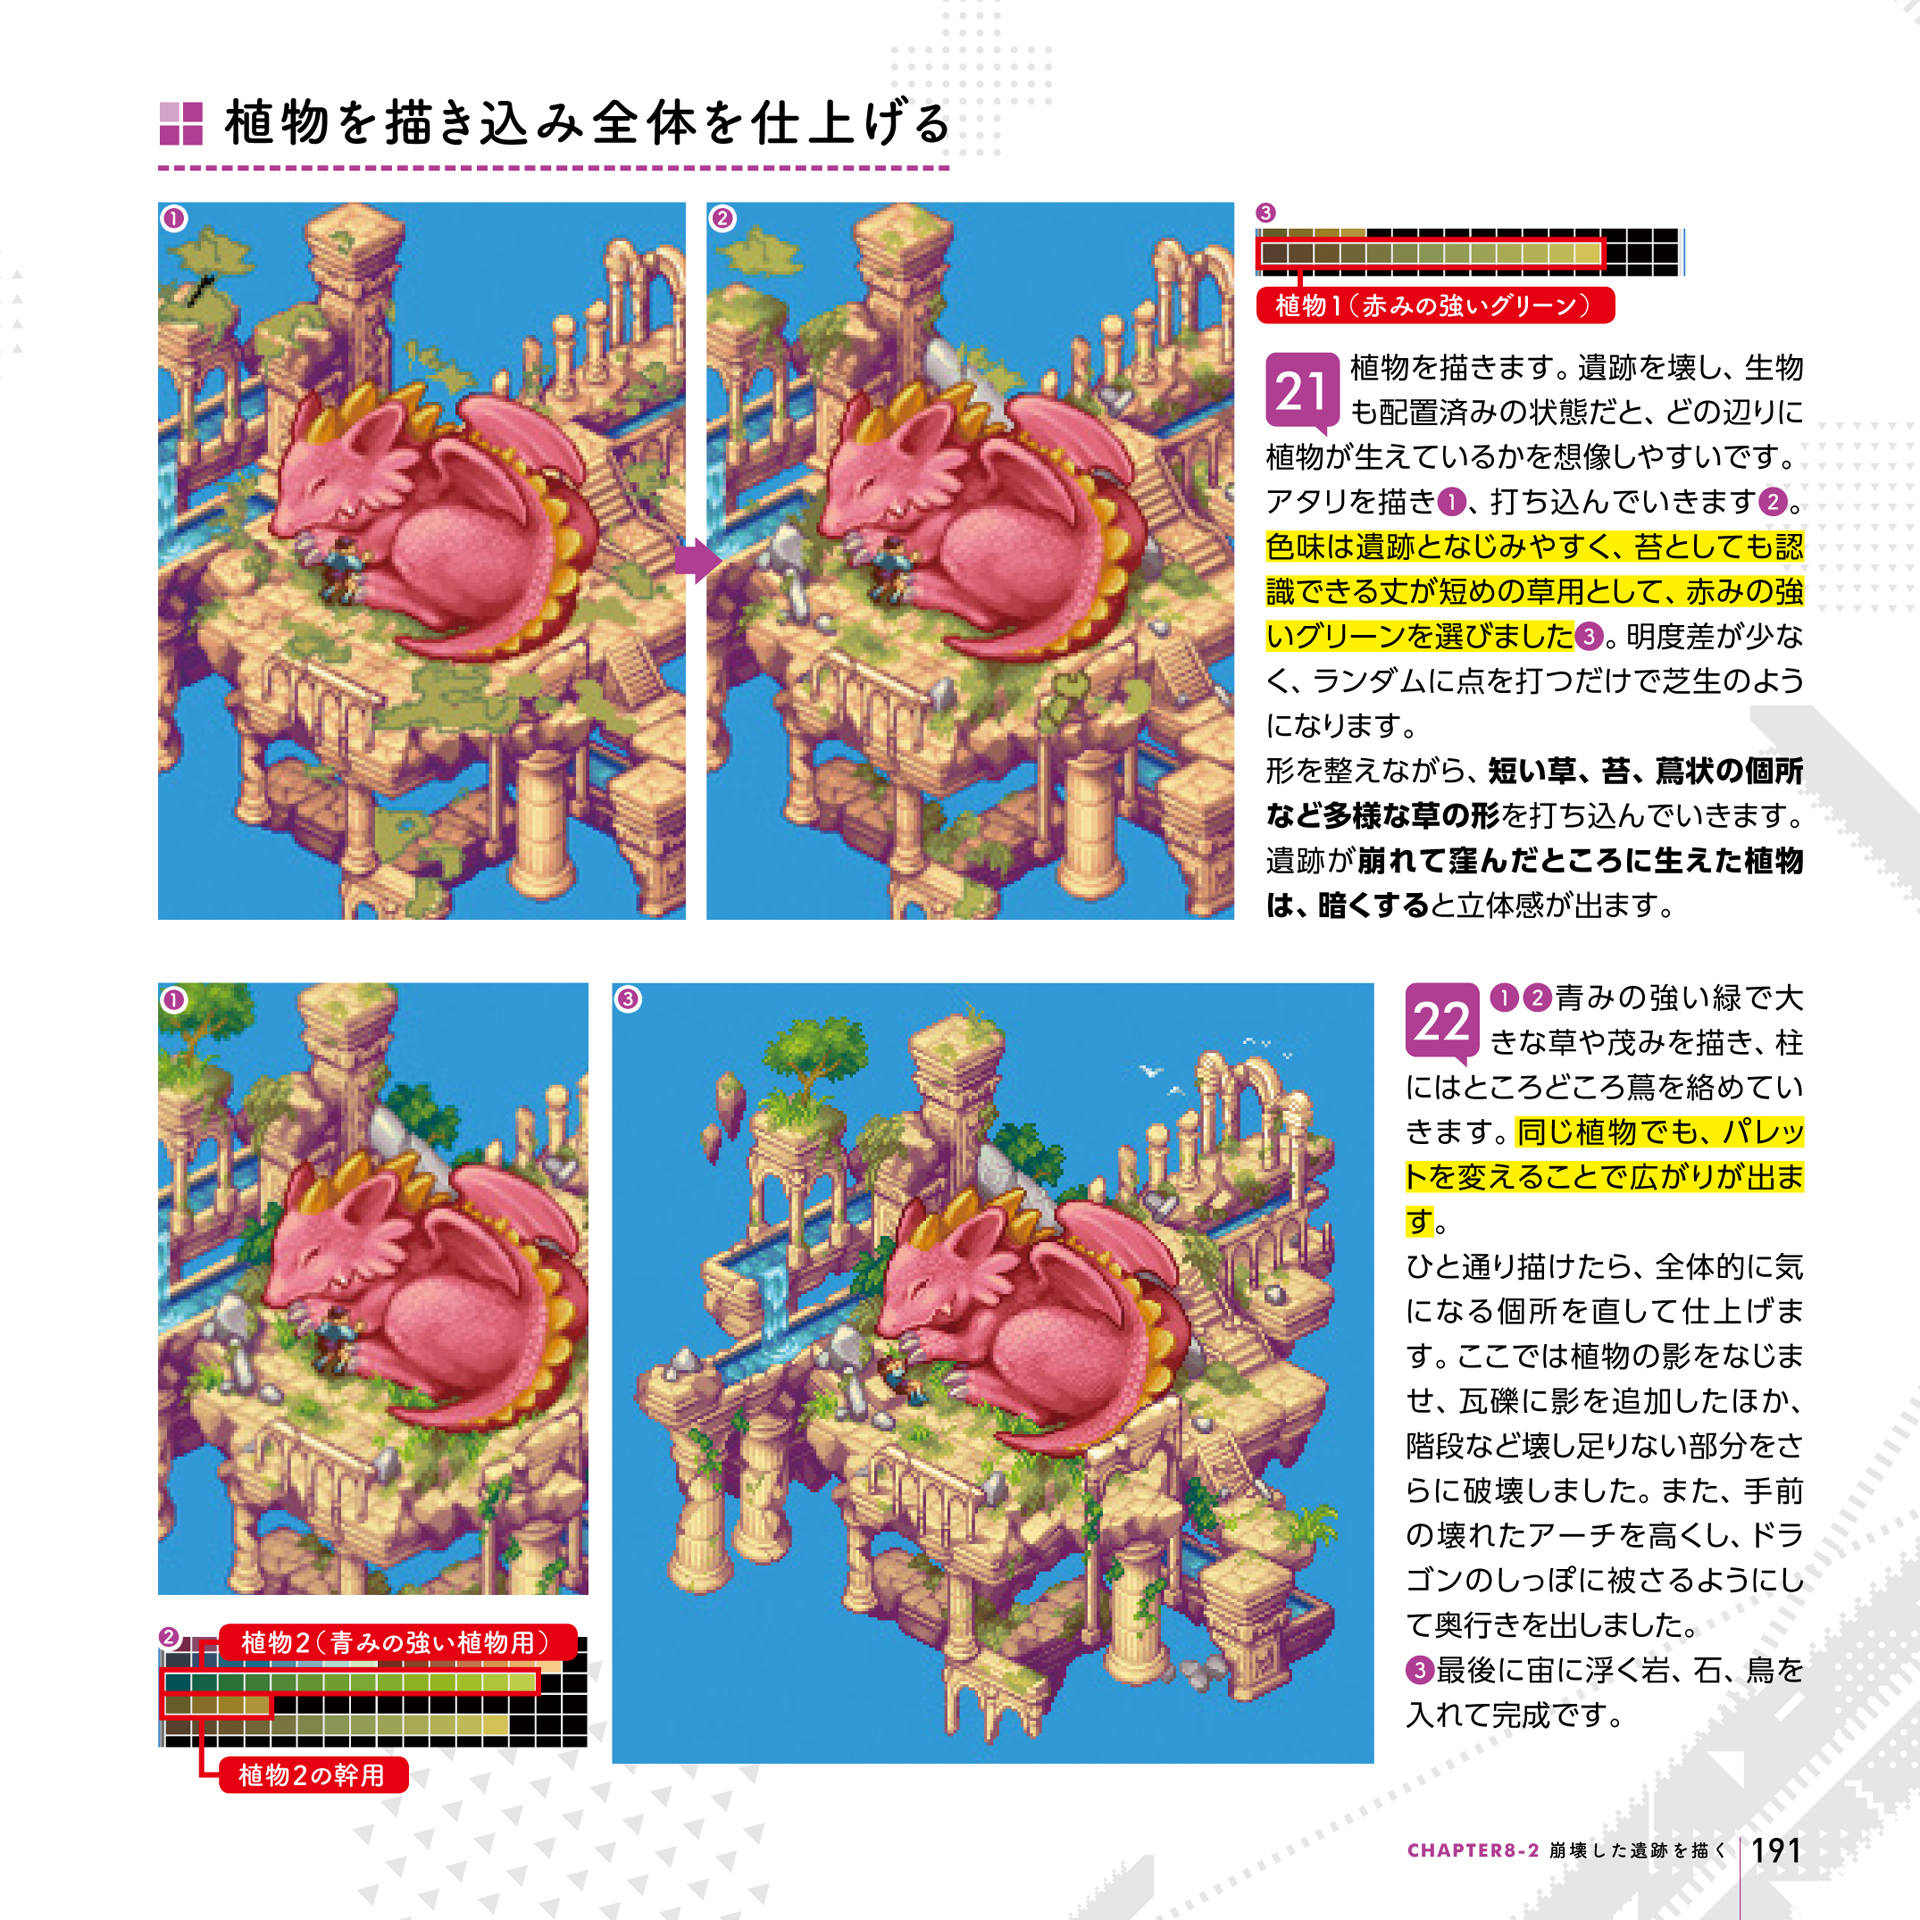 植物を描き込み全体を仕上げる
❶
❷
❸
植物1（赤みの強いグリーン）
21 植物を描きます。遺跡を壊し、生物
も配置済みの状態だと、どの辺りに
植物が生えているかを想像しやすいです。
アタリを描き❶、打ち込んでいきます❷。
色味は遺跡となじみやすく、苔としても認
識できる丈が短めの草用として、赤みの強
いグリーンを選びました❸。明度差が少な
く、ランダムに点を打つだけで芝生のよう
になります。
形を整えながら、短い草、苔、蔦状の個所
など多様な草の形を打ち込んでいきます。
遺跡が崩れて窪んだところに生えた植物
は、暗くすると立体感が出ます。
❶
❸
❷
植物2（青みの強い植物用）
植物2の幹用
22 ❶❷青みの強い緑で大
きな草や茂みを描き、柱
にはところどころ蔦を絡めてい
きます。同じ植物でも、パレッ
トを変えることで広がりが出ま
す。
ひと通り描けたら、全体的に気
になる個所を直して仕上げま
す。ここでは植物の影をなじま
せ、瓦礫に影を追加したほか、
階段など壊し足りない部分をさ
らに破壊しました。また、手前
の壊れたアーチを高くし、ドラ
ゴンのしっぽに被さるようにし
て奥行きを出しました。
❸最後に宙に浮く岩、石、鳥を
入れて完成です。
CHAPTER8-2 崩壊した遺跡を描く 191